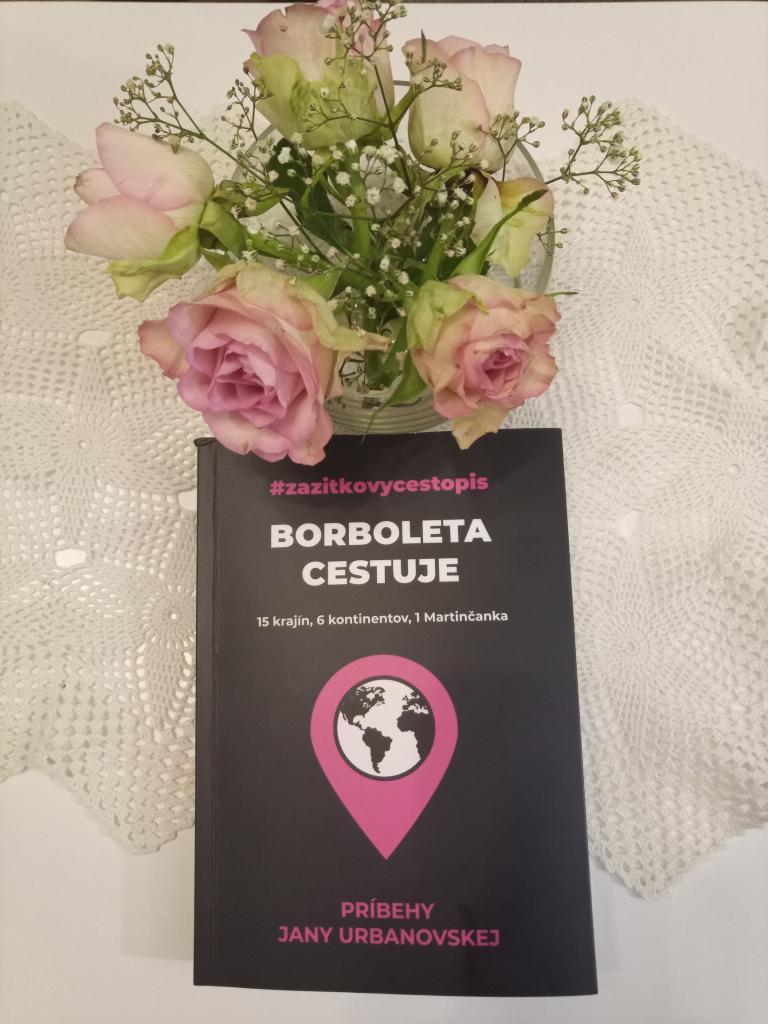 #zazitkovycestopis
BORBOLETA
CESTUJE
15 krajín, 6 kontinentov, 1 Martinčanka
PRÍBEHY
JANY URBANOVSKEJ